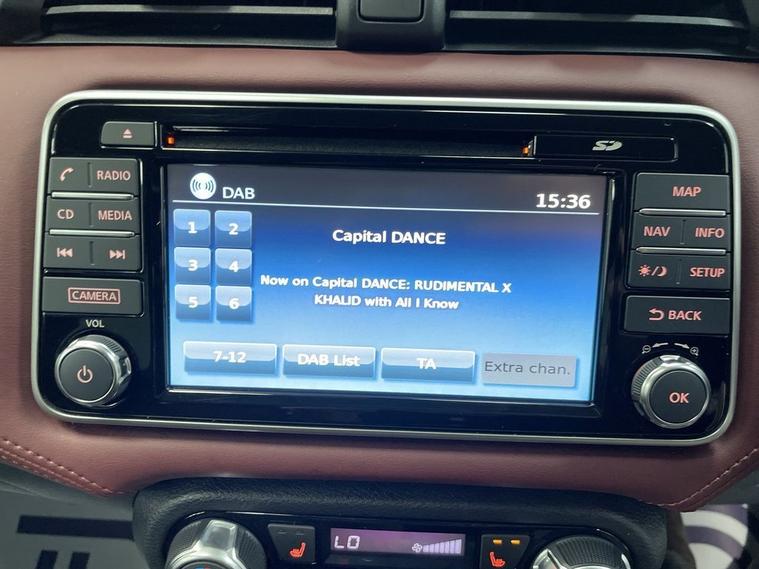 SD
RADIO
CD MEDIA
CAMERA
VOL
DAB
15:36
1 2
3 4
5 6
Capital DANCE
Now on Capital DANCE: RUDIMENTAL X
KHALID with All I Know
7-12 DAB List TA Extra chan.
MAP
NAV INFO
SETUP
BACK
OK
LO